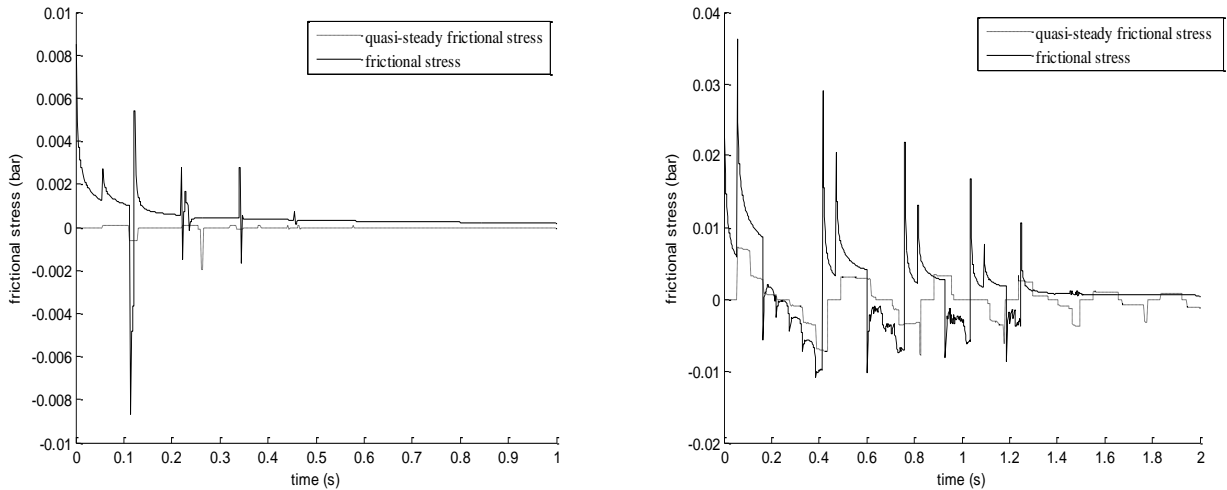 0.01
0.008
0.006
0.004
0.002
0
-0.002
-0.004
-0.006
-0.008
-0.01
frictional stress (bar)
0 0.1 0.2 0.3 0.4 0.5 0.6 0.7 0.8 0.9 1
time (s)
quasi-steady frictional stress
frictional stress
0.04
0.03
0.02
0.01
0
-0.01
-0.02
frictional stress (bar)
0 0.2 0.4 0.6 0.8 1 1.2 1.4 1.6 1.8 2
time (s)
quasi-steady frictional stress
frictional stress